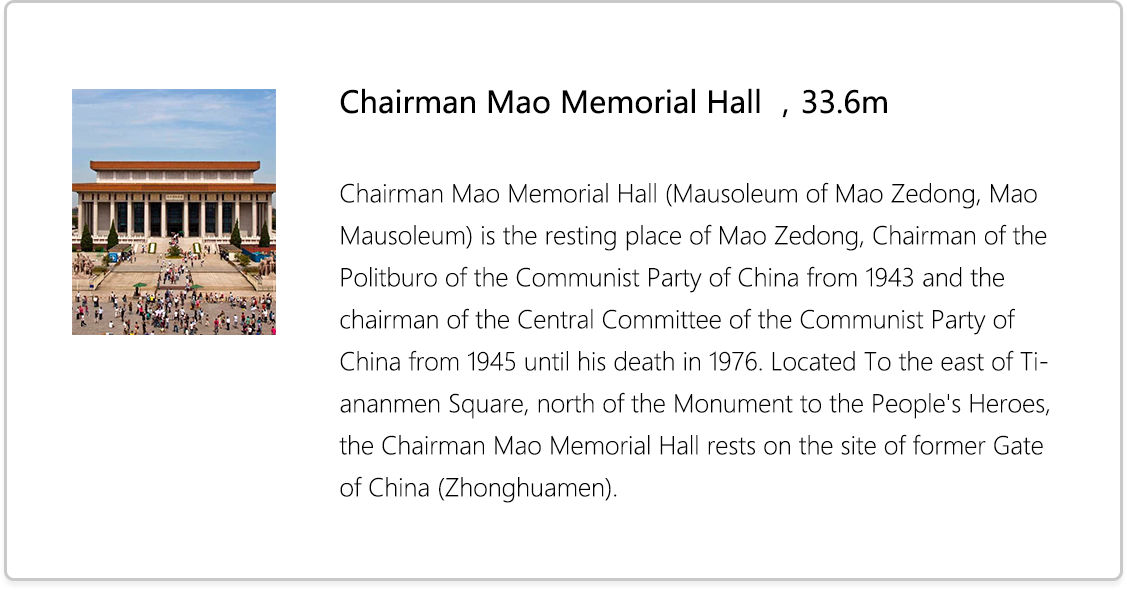 Chairman Mao Memorial Hall , 33.6m
Chairman Mao Memorial Hall (Mausoleum of Mao Zedong, Mao
Mausoleum) is the resting place of Mao Zedong, Chairman of the
Politburo of the Communist Party of China from 1943 and the
chairman of the Central Committee of the Communist Party of
China from 1945 until his death in 1976. Located To the east of Ti-
ananmen Square, north of the Monument to the People's Heroes,
the Chairman Mao Memorial Hall rests on the site of former Gate
of China (Zhonghuamen).